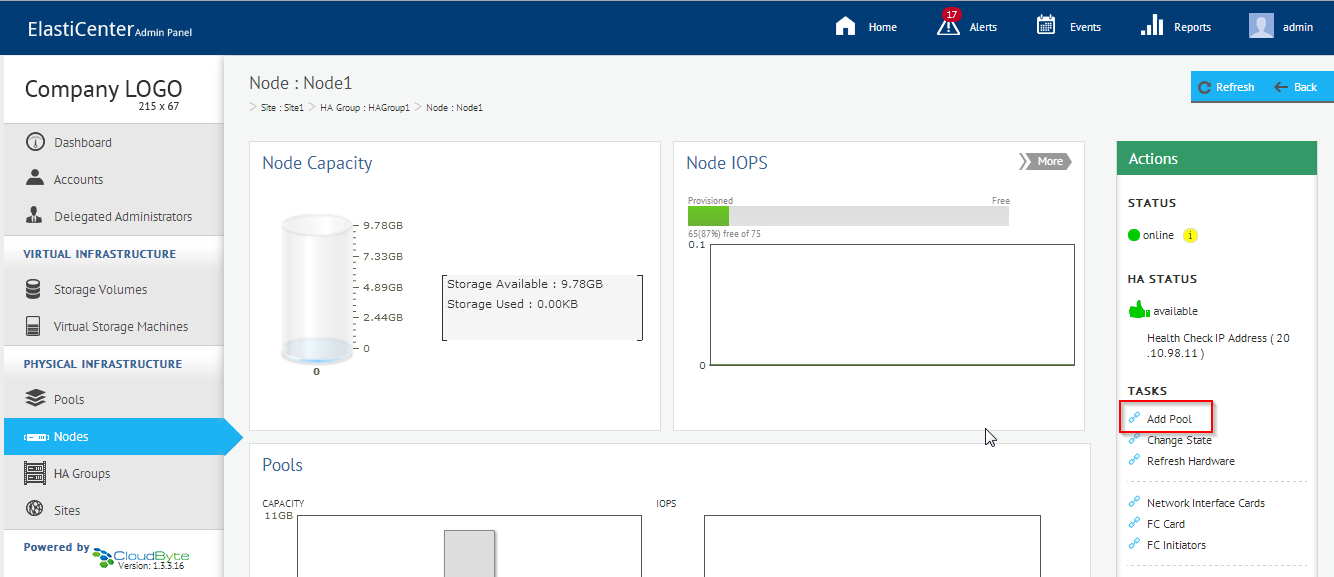 ElastiCenter Admin Panel
Home
17
Alerts
Events
Reports
admin
Company LOGO
215 x 67
Dashboard
Accounts
Delegated Administrators
VIRTUAL INFRASTRUCTURE
Storage Volumes
Virtual Storage Machines
PHYSICAL INFRASTRUCTURE
Pools
Nodes
HA Groups
Sites
Powered by CloudByte
Version: 1.3.3.16
Node : Node1
Site : Site1 > HA Group : HAGroup1 > Node : Node1
Refresh
Back
Node Capacity
9.78GB
7.33GB
4.89GB
2.44GB
0
0
Storage Available : 9.78GB
Storage Used : 0.00KB
Node IOPS
More
Provisioned
Free
65(87%) free of 75
0.1
0
Pools
CAPACITY
11GB
IOPS
Actions
STATUS
online i
HA STATUS
available
Health Check IP Address ( 20
.10.98.11 )
TASKS
Add Pool
Change State
Refresh Hardware
Network Interface Cards
FC Card
FC Initiators